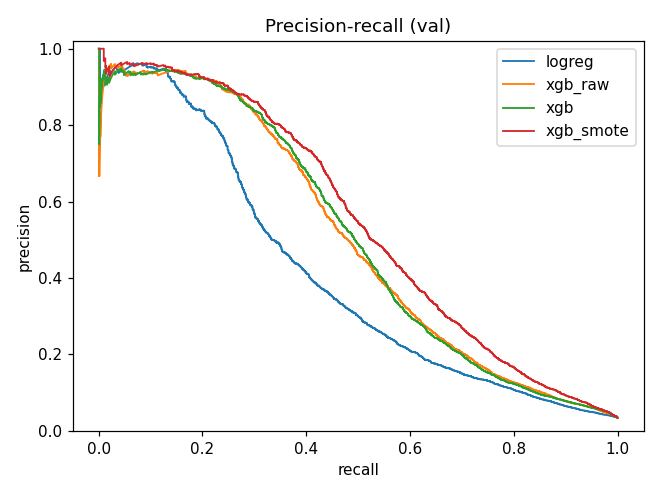 Precision-recall (val)
1.0
0.8
0.6
0.4
0.2
0.0
precision
logreg
xgb_raw
xgb
xgb_smote
0.0 0.2 0.4 0.6 0.8 1.0
recall